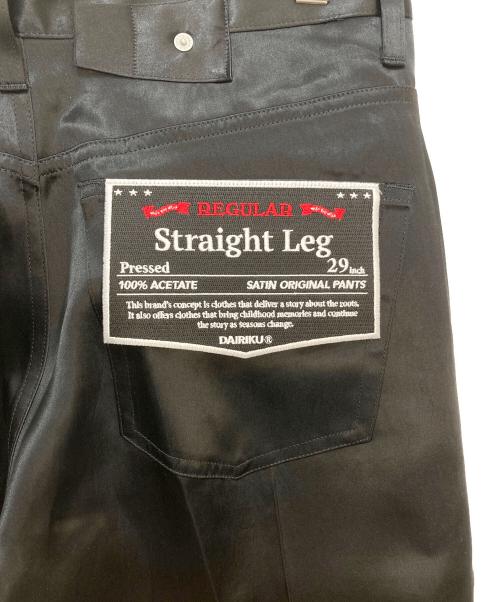 REGULAR
Straight Leg
Pressed 29inch
100% ACETATE SATIN ORIGINAL PANTS
This brand's concept is clothes that deliver a story about the roots.
It also offers clothes that bring childhood memories and continue
the story as seasons change.
DAIRIKU®